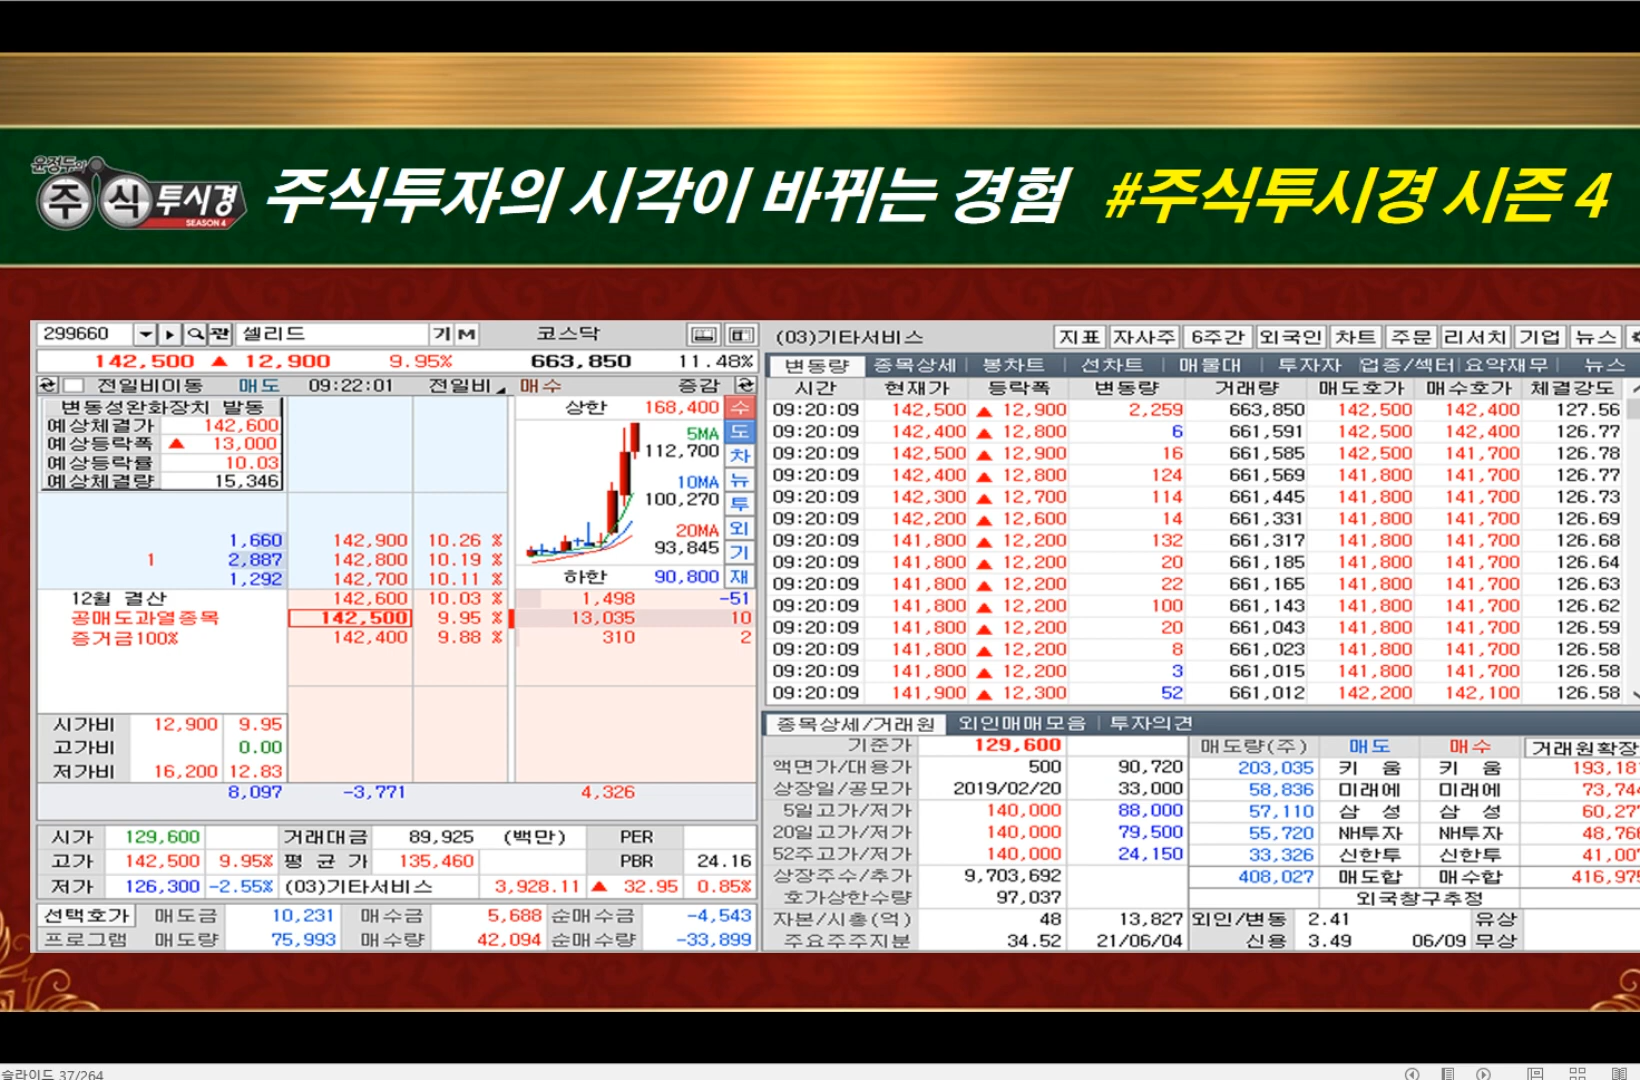 윤정두의
주식투시경
SEASON 4
주식투자의 시각이 바뀌는 경험 #주식투시경 시즌 4
299660 관 셀리드 기 M 코스닥
142,500 ▲ 12,900 9.95% 663,850 11.48%
전일비이동 매도 09:22:01 전일비 매수 증감
변동성완화장치 발동
예상체결가 142,600
예상등락폭 ▲ 13,000
예상등락률 10.03
예상체결량 15,346
상한 168,400 수
5MA 도
112,700 차
10MA 뉴
100,270 투
20MA 외
93,845 기
하한 90,800 재
1,660 142,900 10.26 %
1 2,887 142,800 10.19 %
1,292 142,700 10.11 %
12월 결산 142,600 10.03 % 1,498 -51
공매도과열종목 142,500 9.95 % 13,035 10
증거금100% 142,400 9.88 % 310 2
시가비 12,900 9.95
고가비 0.00
저가비 16,200 12.83
8,097 -3,771 4,326
시가 129,600 거래대금 89,925 (백만) PER
고가 142,500 9.95% 평 균 가 135,460 PBR 24.16
저가 126,300 -2.55% (03)기타서비스 3,928.11 ▲ 32.95 0.85%
선택호가 매도금 10,231 매수금 5,688 순매수금 -4,543
프로그램 매도량 75,993 매수량 42,094 순매수량 -33,899
(03)기타서비스 지표 자사주 6주간 외국인 차트 주문 리서치 기업 뉴스
변동량 종목상세 봉차트 선차트 매물대 투자자 업종/섹터 요약재무 뉴스
시간 현재가 등락폭 변동량 거래량 매도호가 매수호가 체결강도
09:20:09 142,500 ▲ 12,900 2,259 663,850 142,500 142,400 127.56
09:20:09 142,400 ▲ 12,800 6 661,591 142,500 142,400 126.77
09:20:09 142,500 ▲ 12,900 16 661,585 142,500 141,700 126.78
09:20:09 142,400 ▲ 12,800 124 661,569 141,800 141,700 126.77
09:20:09 142,300 ▲ 12,700 114 661,445 141,800 141,700 126.73
09:20:09 142,200 ▲ 12,600 14 661,331 141,800 141,700 126.69
09:20:09 141,800 ▲ 12,200 132 661,317 141,800 141,700 126.68
09:20:09 141,800 ▲ 12,200 20 661,185 141,800 141,700 126.64
09:20:09 141,800 ▲ 12,200 22 661,165 141,800 141,700 126.63
09:20:09 141,800 ▲ 12,200 100 661,143 141,800 141,700 126.62
09:20:09 141,800 ▲ 12,200 20 661,043 141,800 141,700 126.59
09:20:09 141,800 ▲ 12,200 8 661,023 141,800 141,700 126.58
09:20:09 141,800 ▲ 12,200 3 661,015 141,800 141,700 126.58
09:20:09 141,900 ▲ 12,300 52 661,012 142,200 142,100 126.58
종목상세/거래원 외인매매모음 투자의견
기준가 129,600 매도량(주) 매도 매수 거래원확장
액면가/대용가 500 90,720 203,035 키 움 키 움 193,18
상장일/공모가 2019/02/20 33,000 58,836 미래에 미래에 73,74
5일고가/저가 140,000 88,000 57,110 삼 성 삼 성 60,27
20일고가/저가 140,000 79,500 55,720 NH투자 NH투자 48,76
52주고가/저가 140,000 24,150 33,326 신한투 신한투 41,00
상장주수/추가 9,703,692 408,027 매도합 매수합 416,97
호가상한수량 97,037 외국창구추정
자본/시총(억) 48 13,827 외인/변동 2.41 유상
주요주주지분 34.52 21/06/04 신용 3.49 06/09 무상
슬라이드 37/264